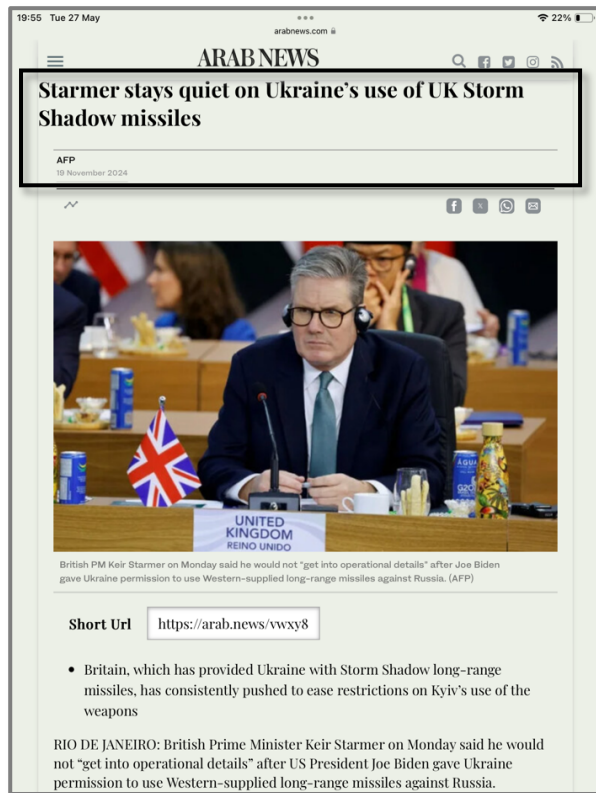 19:55 Tue 27 May
22%
arabnews.com
ARAB NEWS
Starmer stays quiet on Ukraine’s use of UK Storm
Shadow missiles
AFP
19 November 2024
AGUA
G20
UNITED
KINGDOM
REINO UNIDO
British PM Keir Starmer on Monday said he would not “get into operational details” after Joe Biden
gave Ukraine permission to use Western-supplied long-range missiles against Russia. (AFP)
Short Url https://arab.news/vwxy8
• Britain, which has provided Ukraine with Storm Shadow long-range
missiles, has consistently pushed to ease restrictions on Kyiv’s use of the
weapons
RIO DE JANEIRO: British Prime Minister Keir Starmer on Monday said he would
not “get into operational details” after US President Joe Biden gave Ukraine
permission to use Western-supplied long-range missiles against Russia.